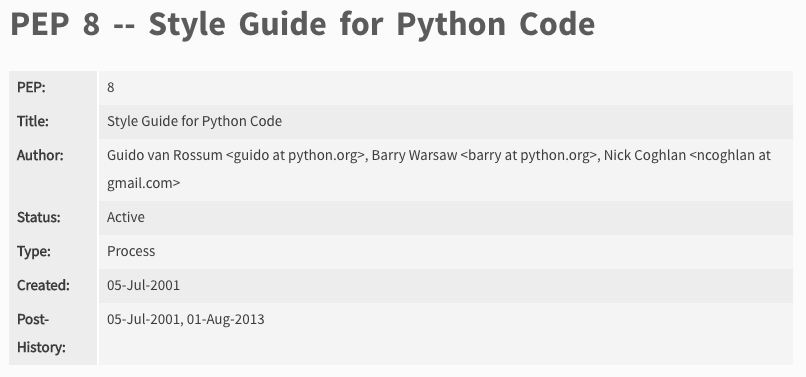 PEP 8 -- Style Guide for Python Code
PEP: 8
Title: Style Guide for Python Code
Author: Guido van Rossum <guido at python.org>, Barry Warsaw <barry at python.org>, Nick Coghlan <ncoghlan at
gmail.com>
Status: Active
Type: Process
Created: 05-Jul-2001
Post- 05-Jul-2001, 01-Aug-2013
History: